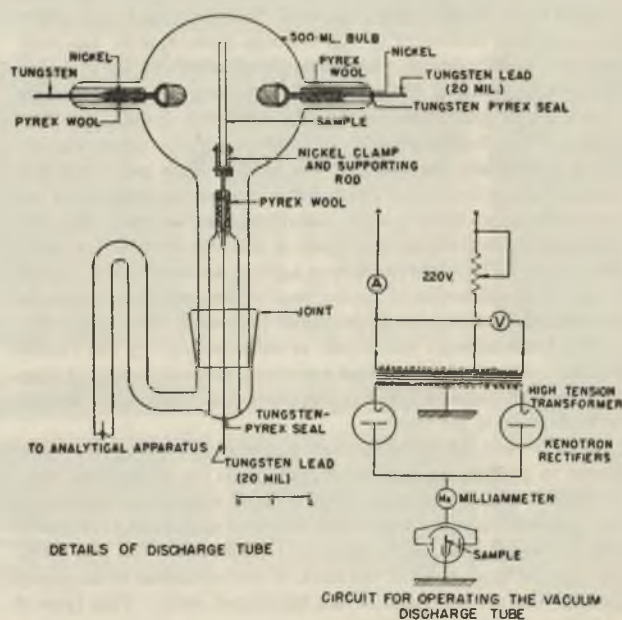 500 ML. BULB
NICKEL
TUNGSTEN
PYREX WOOL
PYREX WOOL
NICKEL
TUNGSTEN LEAD
(20 MIL)
TUNGSTEN PYREX SEAL
SAMPLE
NICKEL CLAMP
AND SUPPORTING
ROD
PYREX WOOL
JOINT
TUNGSTEN-
PYREX SEAL
TO ANALYTICAL APPARATUS
TUNGSTEN LEAD
(20 MIL)
DETAILS OF DISCHARGE TUBE
A
220V.
V
HIGH TENSION
TRANSFORMER
KENOTRON
RECTIFIERS
MILLIAMMETER
SAMPLE
CIRCUIT FOR OPERATING THE VACUUM
DISCHARGE TUBE